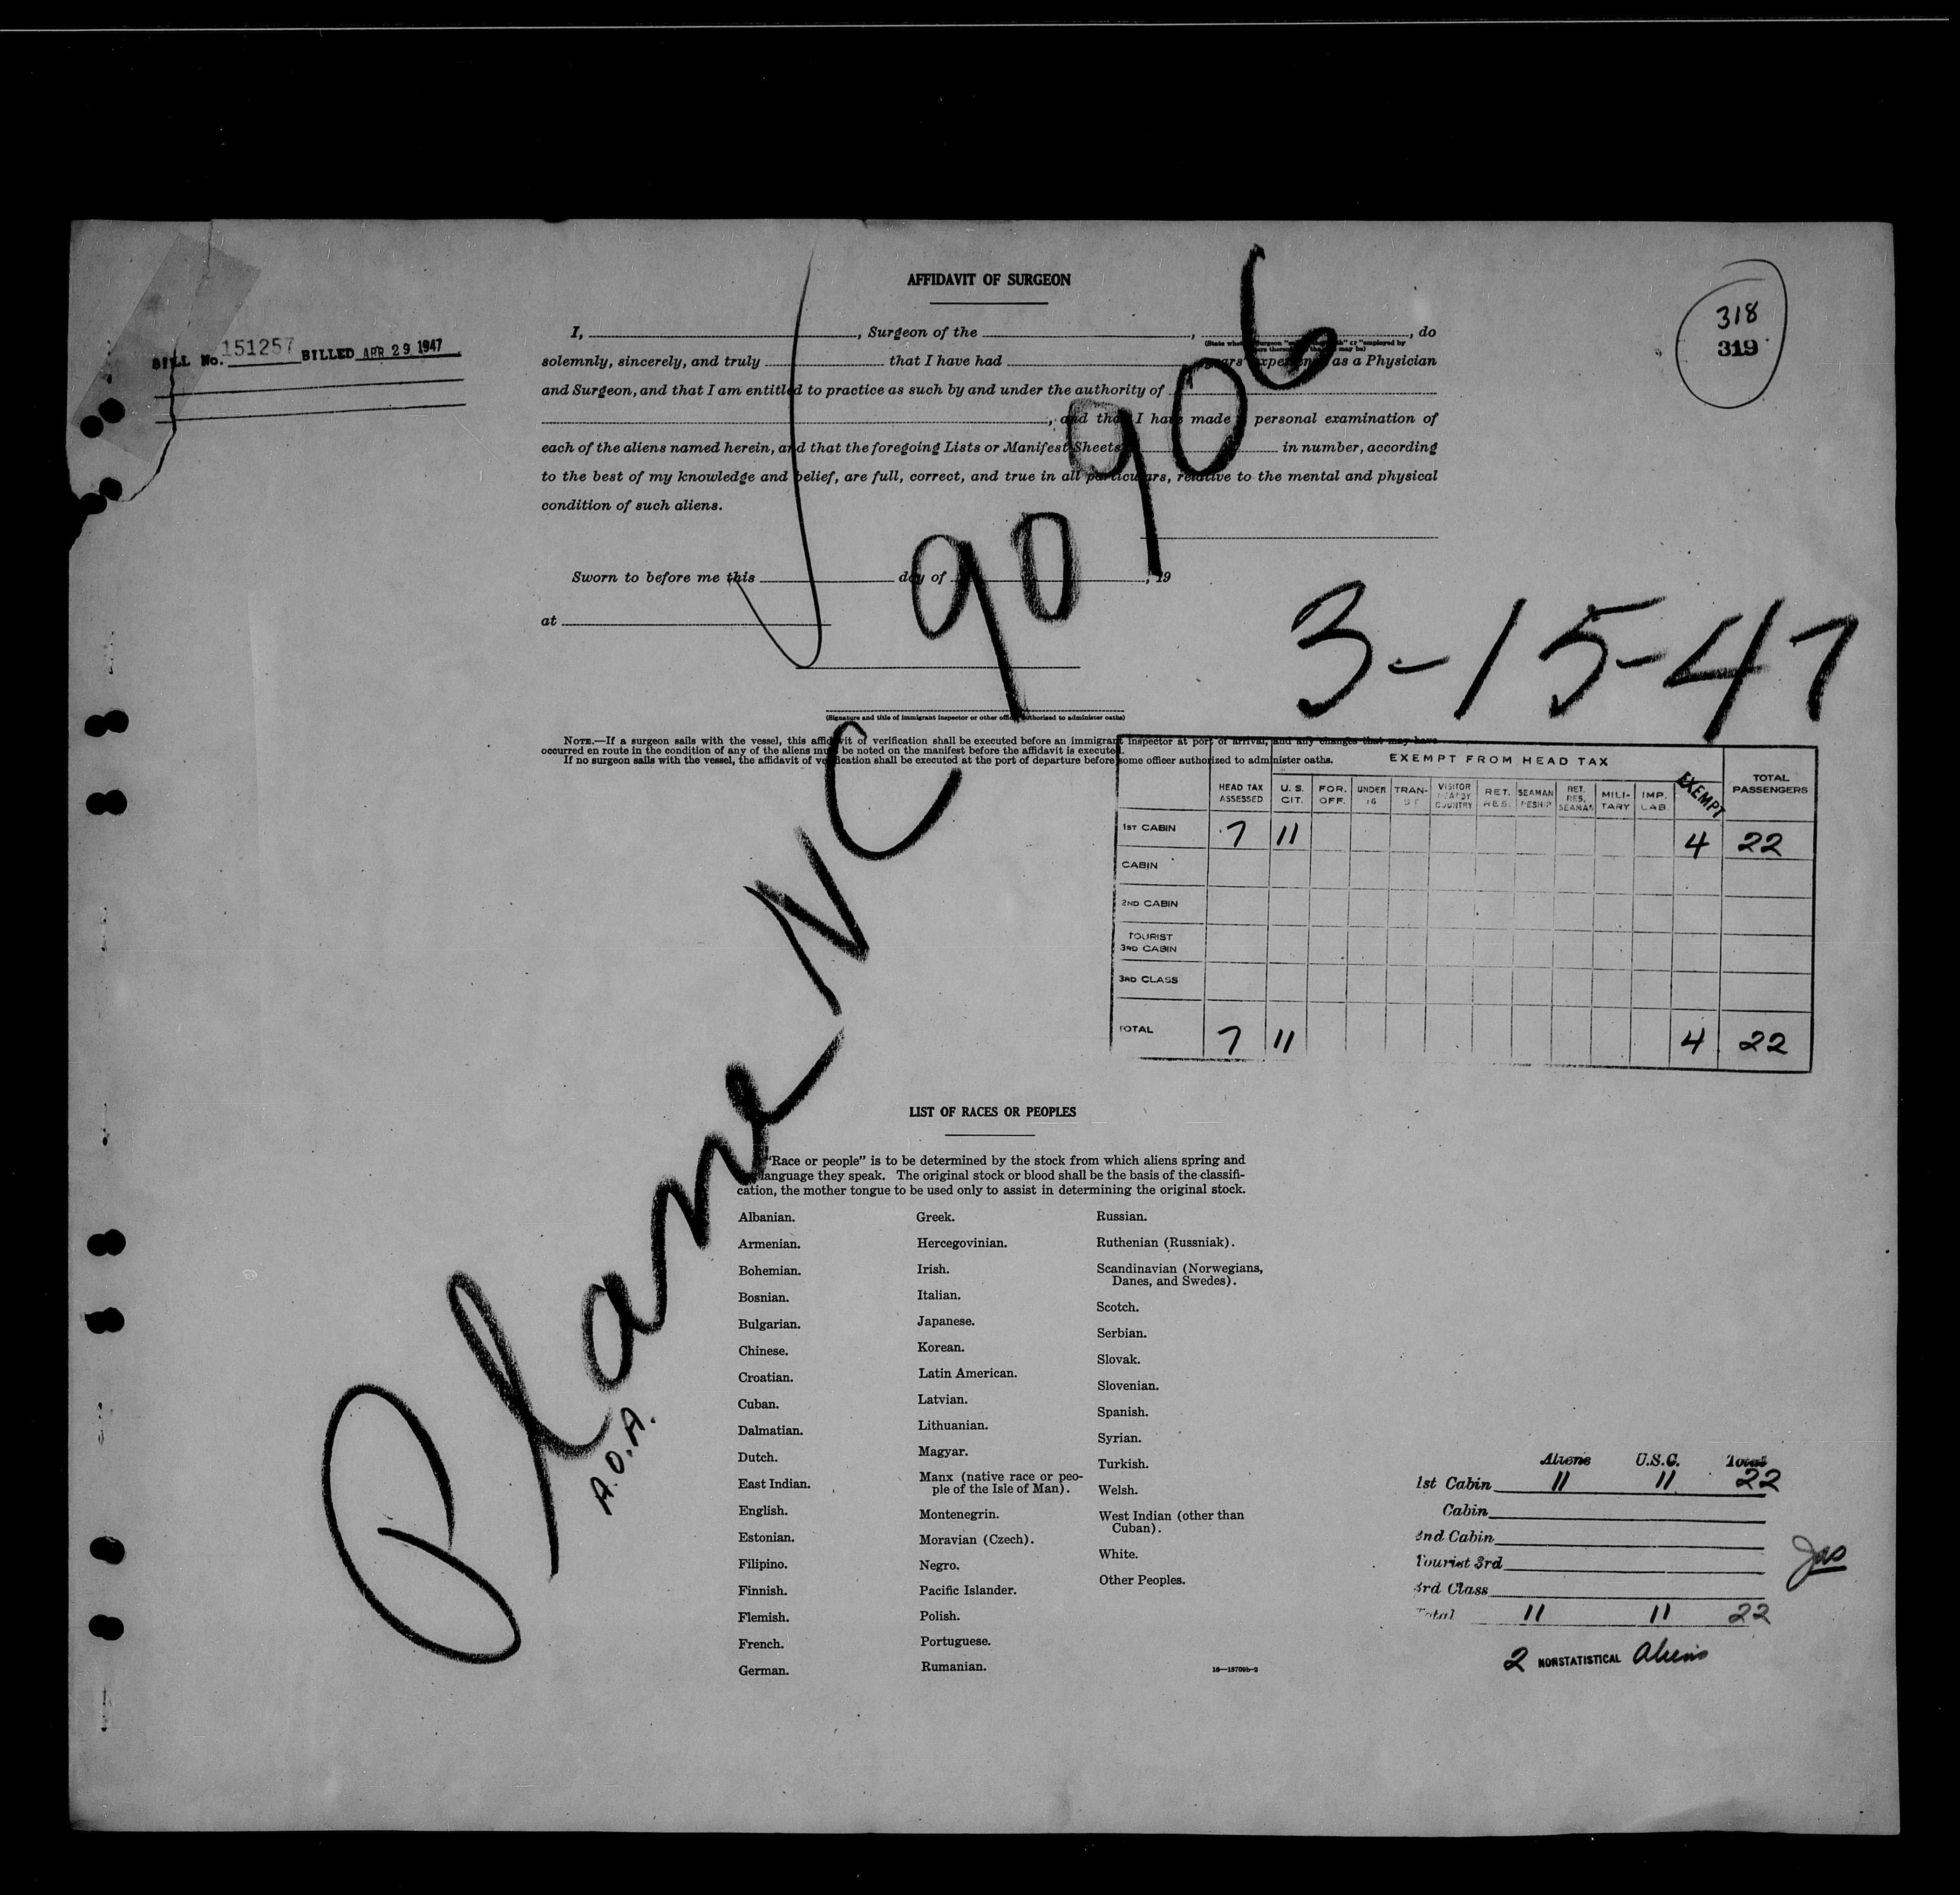 AFFIDAVIT OF SURGEON
318
319
BILL No. 151257 BILLED APR 29 1947
I, , Surgeon of the , , do
solemnly, sincerely, and truly that I have had years' experience as a Physician
and Surgeon, and that I am entitled to practice as such by and under the authority of
, and that I have made personal examination of
each of the aliens named herein, and that the foregoing Lists or Manifest Sheets in number, according
to the best of my knowledge and belief, are full, correct, and true in all particulars, relative to the mental and physical
condition of such aliens.
Sworn to before me this day of , 19
at
(Signature and title of immigrant inspector or other officer authorized to administer oaths)
Plane NC 90906
A.O.A.
3-15-47
NOTE.—If a surgeon sails with the vessel, this affidavit of verification shall be executed before an immigrant inspector at port of arrival, and any changes that may have
occurred en route in the condition of any of the aliens must be noted on the manifest before the affidavit is executed.
If no surgeon sails with the vessel, the affidavit of verification shall be executed at the port of departure before some officer authorized to administer oaths.
EXEMPT FROM HEAD TAX
HEAD TAX ASSESSED U. S. CIT. FOR. OFF. UNDER 16 TRANSIT VISITOR NEARBY COUNTRY RET. RES. SEAMAN RESHIP RET. RES. SEAMAN MILITARY IMP. LAB. EXEMPT TOTAL PASSENGERS
1ST CABIN 7 11 4 22
CABIN
2ND CABIN
TOURIST
3RD CABIN
3RD CLASS
TOTAL 7 11 4 22
LIST OF RACES OR PEOPLES
"Race or people" is to be determined by the stock from which aliens spring and
language they speak. The original stock or blood shall be the basis of the classifi-
cation, the mother tongue to be used only to assist in determining the original stock.
Albanian.
Armenian.
Bohemian.
Bosnian.
Bulgarian.
Chinese.
Croatian.
Cuban.
Dalmatian.
Dutch.
East Indian.
English.
Estonian.
Filipino.
Finnish.
Flemish.
French.
German.
Greek.
Hercegovinian.
Irish.
Italian.
Japanese.
Korean.
Latin American.
Latvian.
Lithuanian.
Magyar.
Manx (native race or peo-
ple of the Isle of Man).
Montenegrin.
Moravian (Czech).
Negro.
Pacific Islander.
Polish.
Portuguese.
Rumanian.
Russian.
Ruthenian (Russniak).
Scandinavian (Norwegians,
Danes, and Swedes).
Scotch.
Serbian.
Slovak.
Slovenian.
Spanish.
Syrian.
Turkish.
Welsh.
West Indian (other than
Cuban).
White.
Other Peoples.
16—18709b-2
Aliens U.S.C. Total
1st Cabin 11 11 22
Cabin
2nd Cabin
Tourist 3rd
3rd Class
Total 11 11 22
2 NONSTATISTICAL Aliens